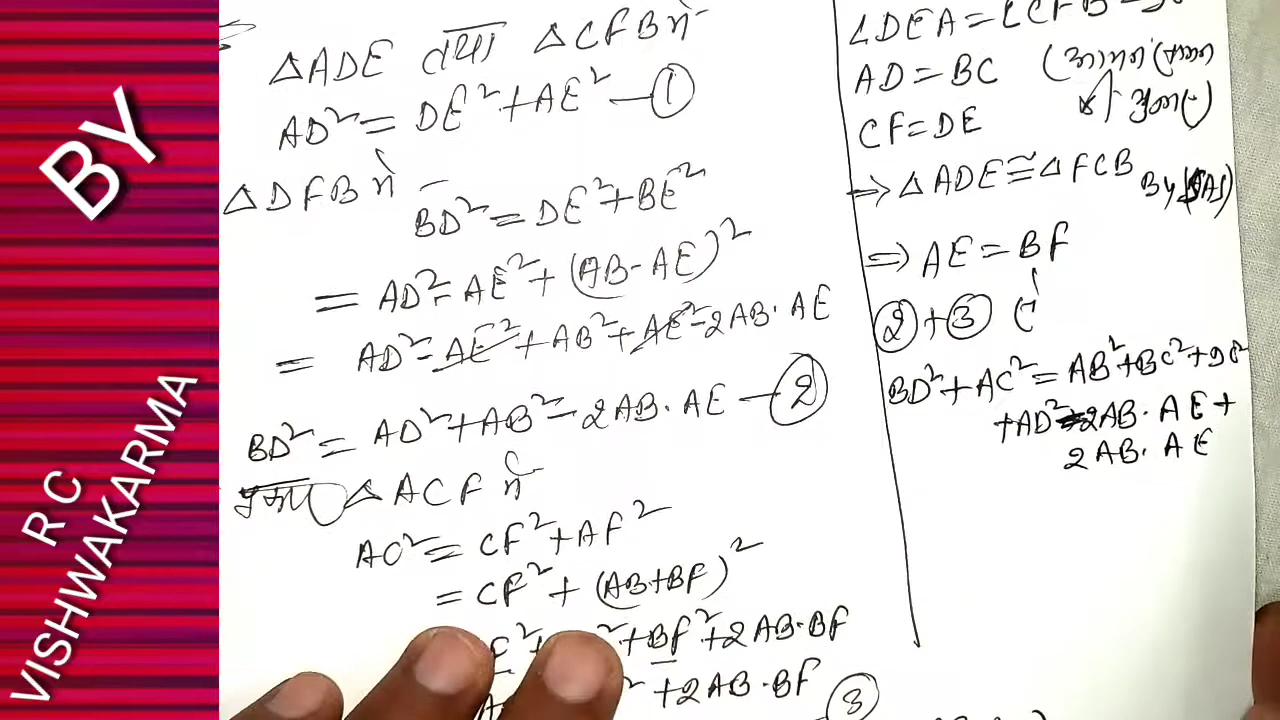 BY
R C
VISHWAKARMA
△ADE तथा △CFB में
AD² = DE² + AE² — ①
△DFB में
BD² = DE² + BE²
= AD² - AE² + (AB - AE)²
= AD² - AE² + AB² + AE² - 2AB · AE
BD² = AD² + AB² - 2AB · AE — ②
△ACF में
AC² = CF² + AF²
= CF² + (AB + BF)²
+ BF² + 2AB · BF
+ 2AB · BF
③
∠DEA = ∠CFB
AD = BC
CF = DE
⇒ △ADE ≅ △FCB By (SAS)
⇒ AE = BF
② + ③ से
BD² + AC² = AB² + BC² + DC²
+ AD² - 2AB · AE +
2AB · AE